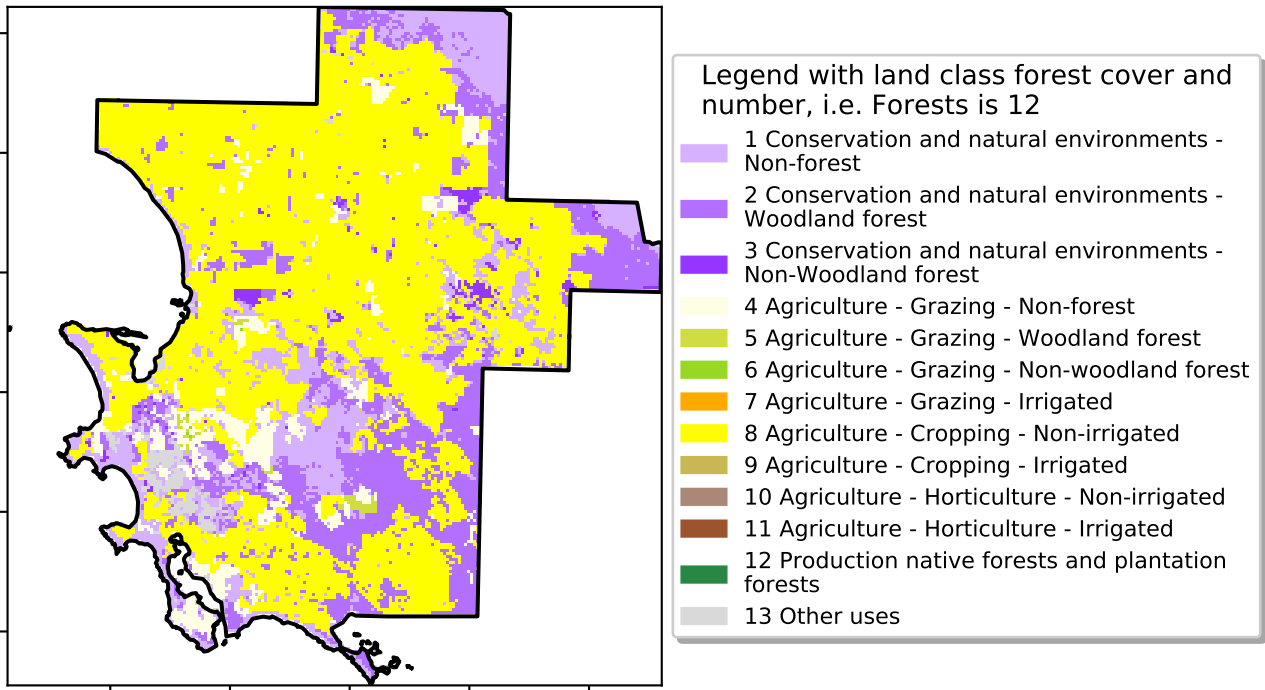 Legend with land class forest cover and
number, i.e. Forests is 12
1 Conservation and natural environments -
Non-forest
2 Conservation and natural environments -
Woodland forest
3 Conservation and natural environments -
Non-Woodland forest
4 Agriculture - Grazing - Non-forest
5 Agriculture - Grazing - Woodland forest
6 Agriculture - Grazing - Non-woodland forest
7 Agriculture - Grazing - Irrigated
8 Agriculture - Cropping - Non-irrigated
9 Agriculture - Cropping - Irrigated
10 Agriculture - Horticulture - Non-irrigated
11 Agriculture - Horticulture - Irrigated
12 Production native forests and plantation
forests
13 Other uses